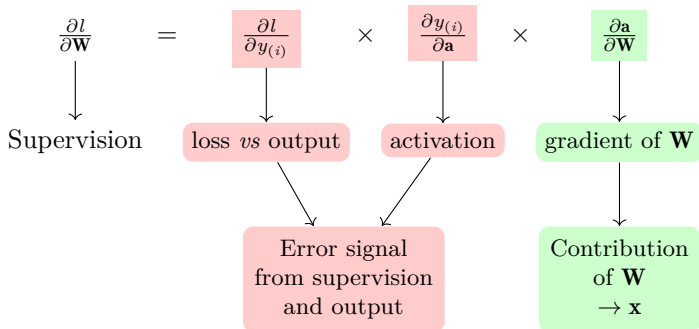 ∂l/∂W = ∂l/∂y(i) × ∂y(i)/∂a × ∂a/∂W
Supervision
loss vs output
activation
gradient of W
Error signal
from supervision
and output
Contribution
of W
→ x